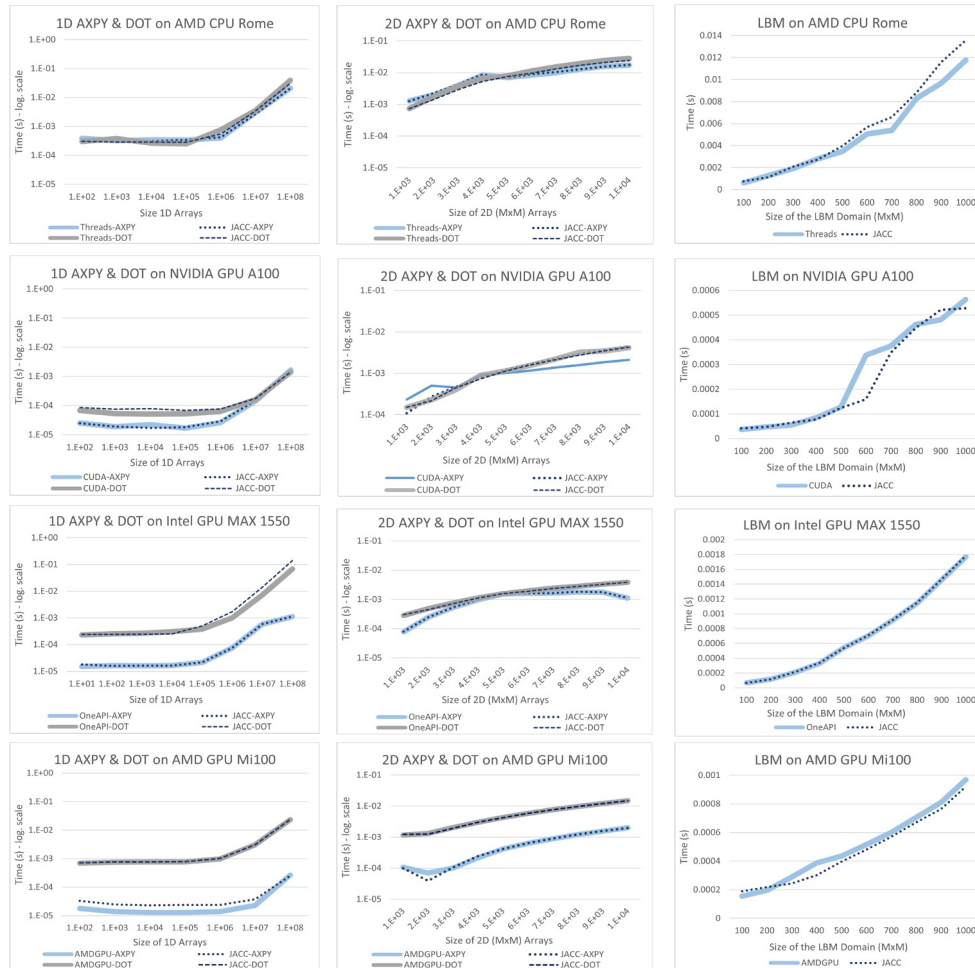 1D AXPY & DOT on AMD CPU Rome
Time (s) - log. scale
1.E+00
1.E-01
1.E-02
1.E-03
1.E-04
1.E-05
1.E+02 1.E+03 1.E+04 1.E+05 1.E+06 1.E+07 1.E+08
Size 1D Arrays
Threads-AXPY JACC-AXPY
Threads-DOT JACC-DOT
2D AXPY & DOT on AMD CPU Rome
Time (s) - log. scale
1.E-01
1.E-02
1.E-03
1.E-04
1.E-05
1.E+03 2.E+03 3.E+03 4.E+03 5.E+03 6.E+03 7.E+03 8.E+03 9.E+03 1.E+04
Size of 2D (MxM) Arrays
Threads-AXPY JACC-AXPY
Threads-DOT JACC-DOT
LBM on AMD CPU Rome
Time (s)
0.014
0.012
0.01
0.008
0.006
0.004
0.002
0
100 200 300 400 500 600 700 800 900 1000
Size of the LBM Domain (MxM)
Threads JACC
1D AXPY & DOT on NVIDIA GPU A100
Time (s) - log. scale
1.E+00
1.E-01
1.E-02
1.E-03
1.E-04
1.E-05
1.E+02 1.E+03 1.E+04 1.E+05 1.E+06 1.E+07 1.E+08
Size of 1D Arrays
CUDA-AXPY JACC-AXPY
CUDA-DOT JACC-DOT
2D AXPY & DOT on NVIDIA GPU A100
Time (s) - log. scale
1.E-01
1.E-02
1.E-03
1.E-04
1.E+03 2.E+03 3.E+03 4.E+03 5.E+03 6.E+03 7.E+03 8.E+03 9.E+03 1.E+04
Size of 2D (MxM) Arrays
CUDA-AXPY JACC-AXPY
CUDA-DOT JACC-DOT
LBM on NVIDIA GPU A100
Time (s)
0.0006
0.0005
0.0004
0.0003
0.0002
0.0001
0
100 200 300 400 500 600 700 800 900 1000
Size of the LBM Domain (MxM)
CUDA JACC
1D AXPY & DOT on Intel GPU MAX 1550
Time (s) - log. scale
1.E+00
1.E-01
1.E-02
1.E-03
1.E-04
1.E-05
1.E+01 1.E+02 1.E+03 1.E+04 1.E+05 1.E+06 1.E+07 1.E+08
Size of 1D Arrays
OneAPI-AXPY JACC-AXPY
OneAPI-DOT JACC-DOT
2D AXPY & DOT on Intel GPU MAX 1550
Time (s) - log. scale
1.E-01
1.E-02
1.E-03
1.E-04
1.E-05
1.E+03 2.E+03 3.E+03 4.E+03 5.E+03 6.E+03 7.E+03 8.E+03 9.E+03 1.E+04
Size of 2D (MxM) Arrays
OneAPI-AXPY JACC-AXPY
OneAPI-DOT JACC-DOT
LBM on Intel GPU MAX 1550
Time (s)
0.002
0.0018
0.0016
0.0014
0.0012
0.001
0.0008
0.0006
0.0004
0.0002
0
100 200 300 400 500 600 700 800 900 1000
Size of the LBM Domain (MxM)
OneAPI JACC
1D AXPY & DOT on AMD GPU Mi100
Time (s) - log. scale
1.E+00
1.E-01
1.E-02
1.E-03
1.E-04
1.E-05
1.E+02 1.E+03 1.E+04 1.E+05 1.E+06 1.E+07 1.E+08
Size of 1D Arrays
AMDGPU-AXPY JACC-AXPY
AMDGPU-DOT JACC-DOT
2D AXPY & DOT on AMD GPU Mi100
Time (s) - log. scale
1.E-01
1.E-02
1.E-03
1.E-04
1.E-05
1.E+03 2.E+03 3.E+03 4.E+03 5.E+03 6.E+03 7.E+03 8.E+03 9.E+03 1.E+04
Size of 2D (MxM) Arrays
AMDGPU-AXPY JACC-AXPY
AMDGPU-DOT JACC-DOT
LBM on AMD GPU Mi100
Time (s)
0.001
0.0008
0.0006
0.0004
0.0002
0
100 200 300 400 500 600 700 800 900 1000
Size of the LBM Domain (MxM)
AMDGPU JACC